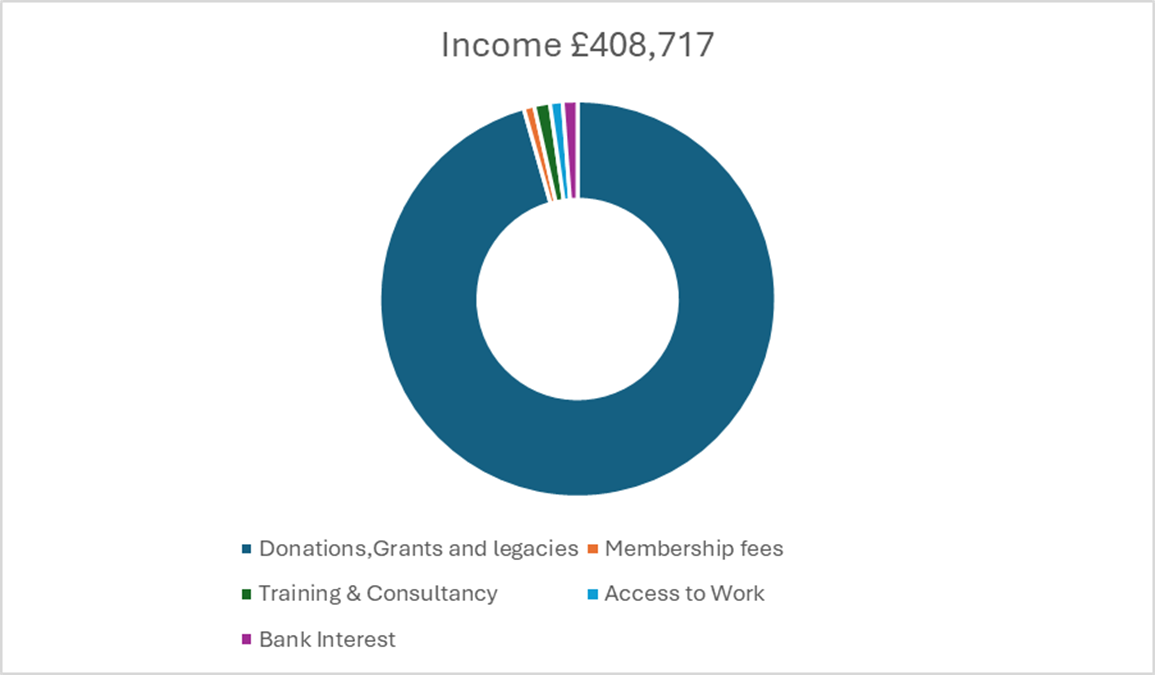 Income £408,717
Donations,Grants and legacies Membership fees
Training & Consultancy Access to Work
Bank Interest